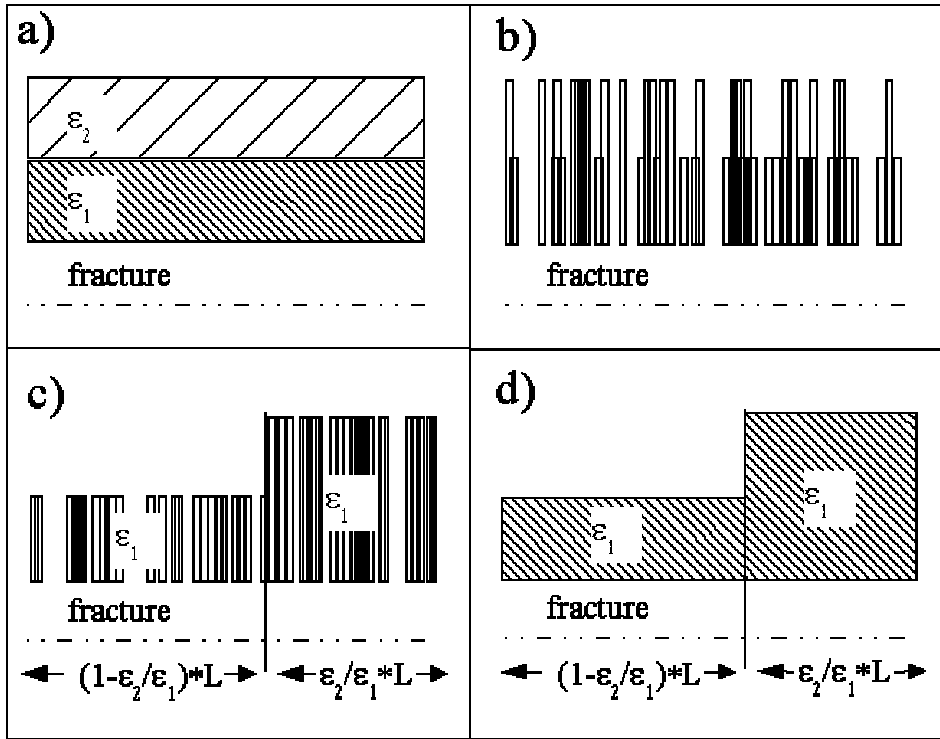 a)
ε₂
ε₁
fracture
b)
fracture
c)
ε₁
ε₁
fracture
(1-ε₂/ε₁)*L
ε₂/ε₁*L
d)
ε₁
ε₁
fracture
(1-ε₂/ε₁)*L
ε₂/ε₁*L